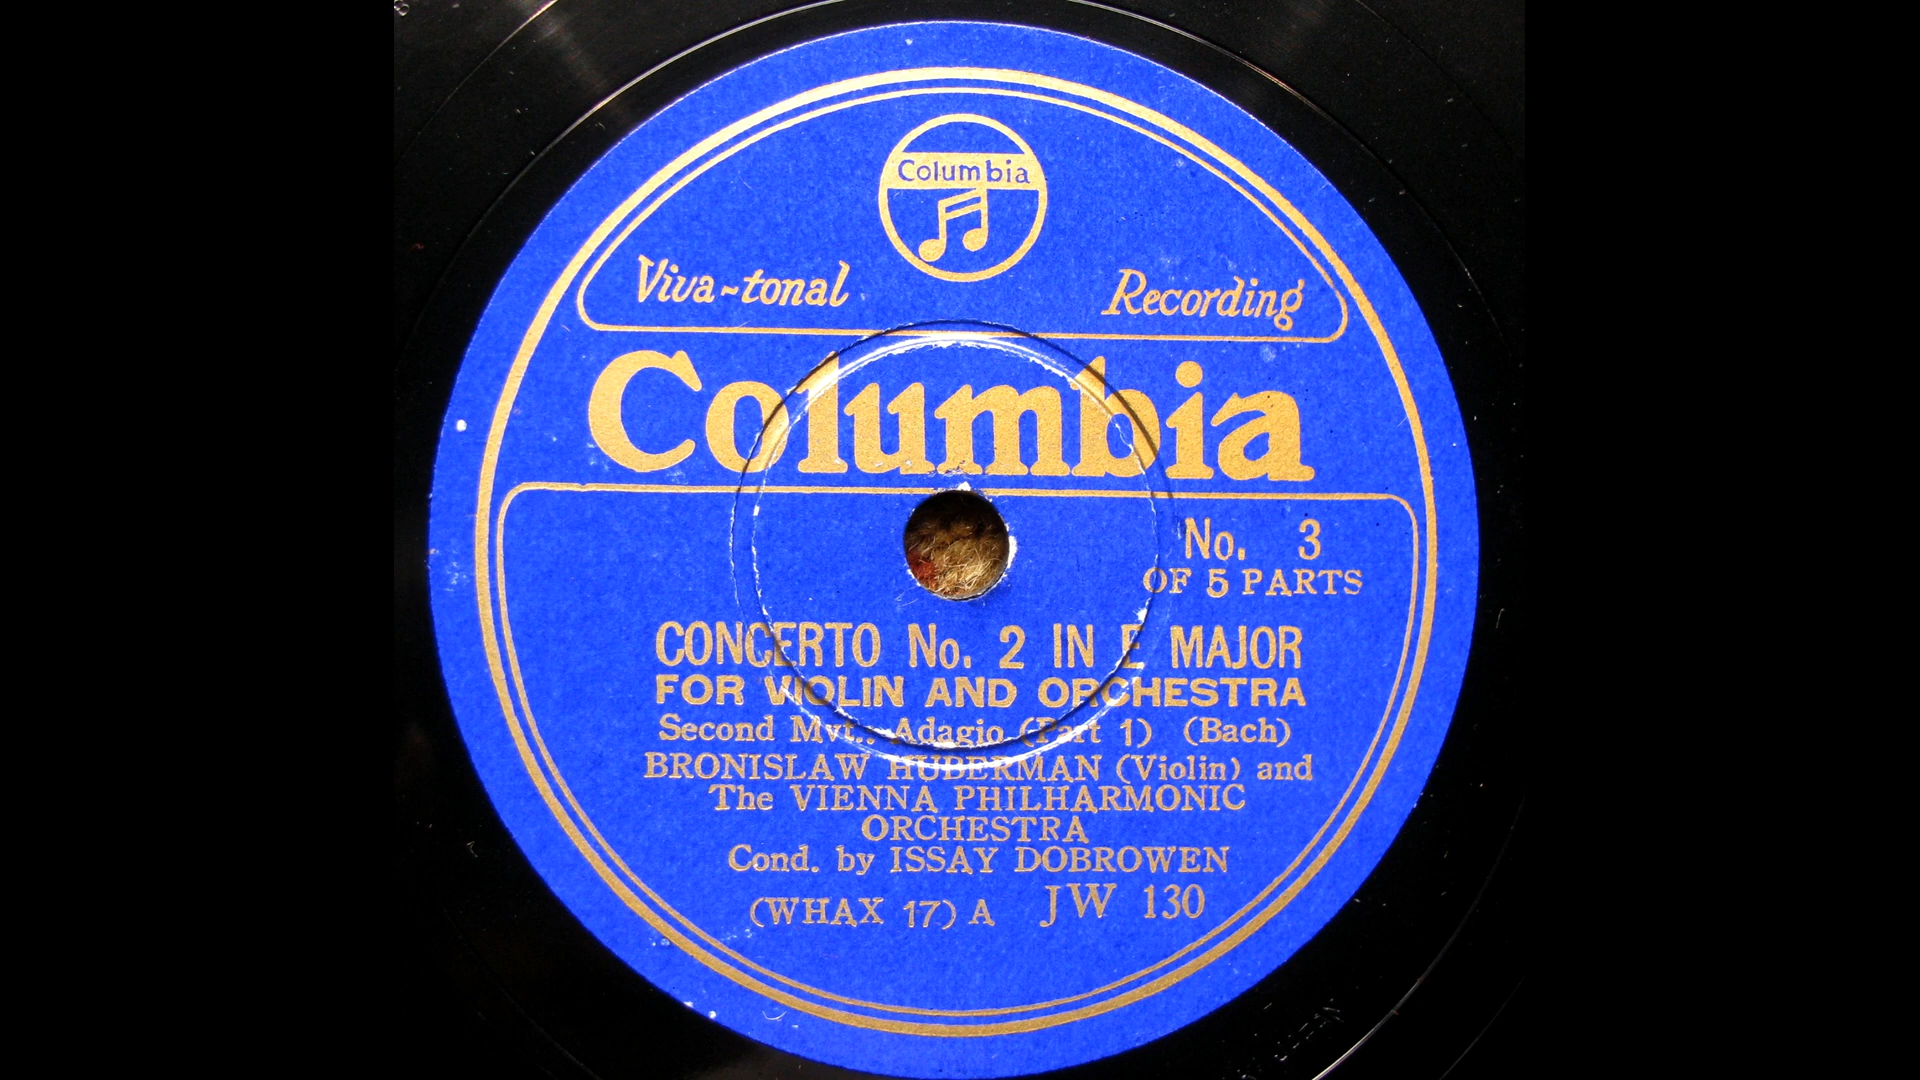 Columbia
Viva-tonal Recording
Columbia
No. 3
OF 5 PARTS
CONCERTO No. 2 IN E MAJOR
FOR VIOLIN AND ORCHESTRA
Second Mvt.: Adagio (Part 1) (Bach)
BRONISLAW HUBERMAN (Violin) and
The VIENNA PHILHARMONIC
ORCHESTRA
Cond. by ISSAY DOBROWEN
(WHAX 17) A JW 130